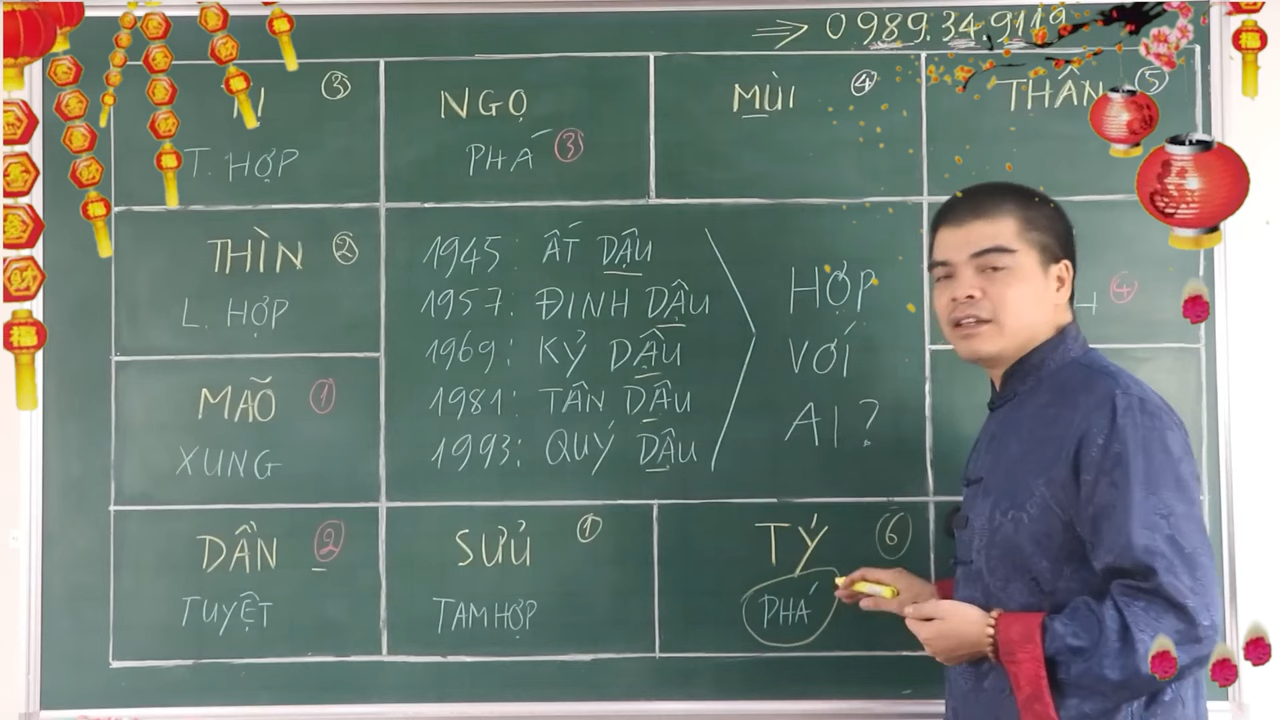 ⇒ 0989.34.9119
③
T. HỢP
NGỌ
PHÁ ③
MÙI ④
THÂN ⑤
THÌN ②
L. HỢP
1945: ẤT DẬU
1957: ĐINH DẬU
1969: KỶ DẬU
1981: TÂN DẬU
1993: QUÝ DẬU
HỢP
VỚI
AI?
④
MÃO ①
XUNG
DẦN ②
TUYỆT
SỬU ①
TAM HỢP
TÝ ⑥
PHÁ